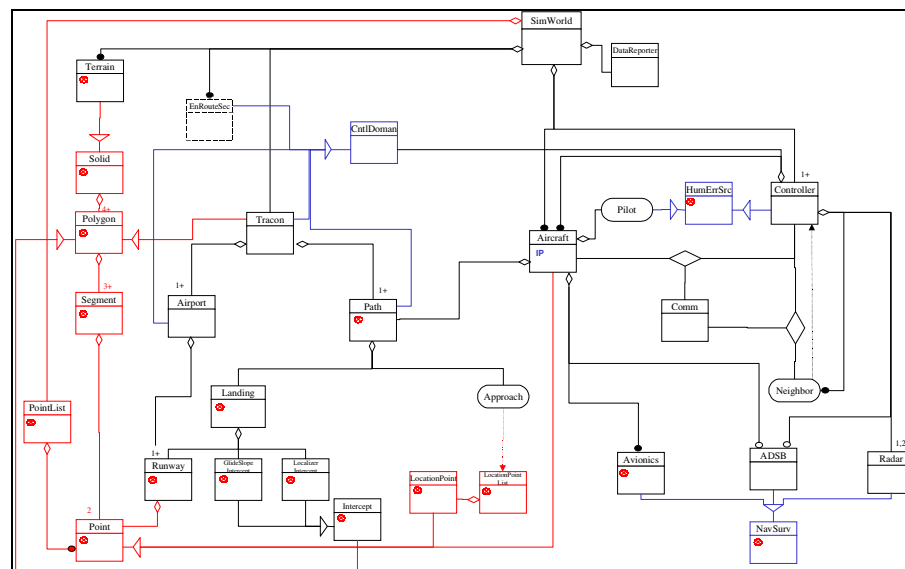 SimWorld
DataReporter
Terrain
EnRouteSec
CntlDoman
Solid
1+
HumErrSrc
Controller
Pilot
4+
Polygon
Tracon
Aircraft
IP
3+
1+
1+
Segment
Airport
Path
Comm
Landing
Approach
Neighbor
PointList
1+
1,2
Runway
GlideSlope
Intercept
Localizer
Intercept
LocationPoint
LocationPoint
List
Avionics
ADSB
Radar
Intercept
2
Point
NavSurv